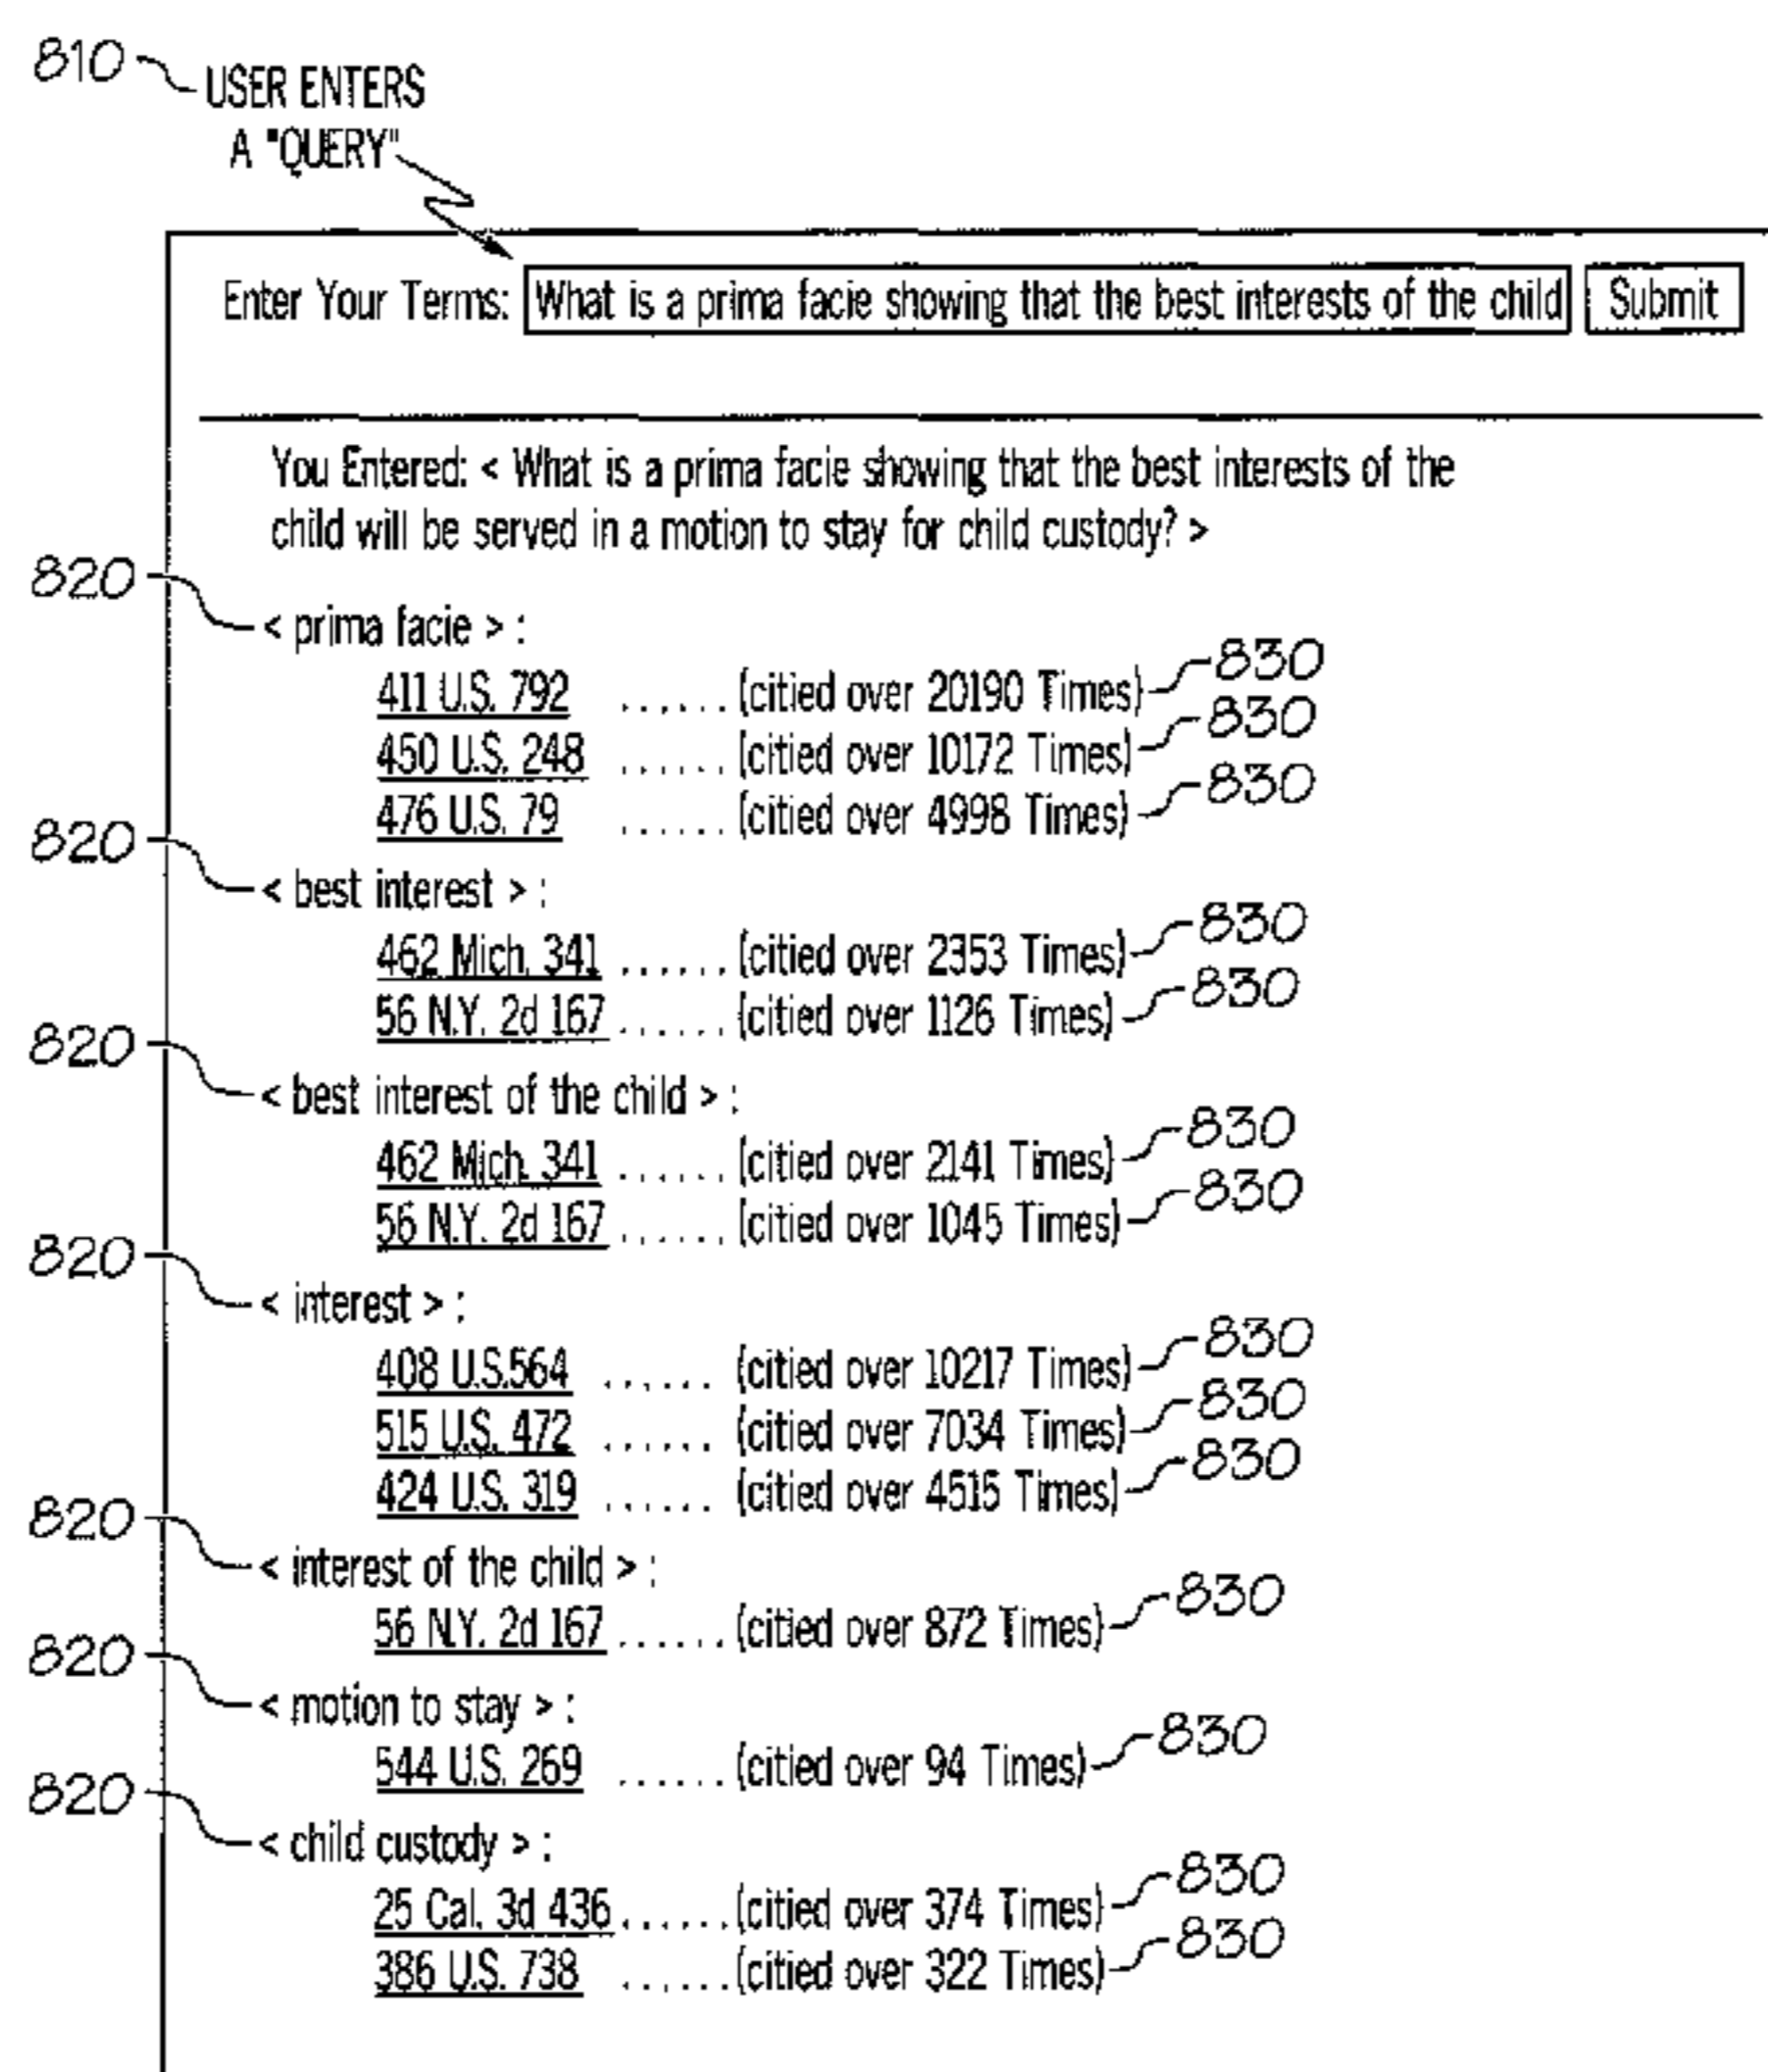 810
USER ENTERS
A "QUERY"
Enter Your Terms: What is a prima facie showing that the best interests of the child Submit
You Entered: < What is a prima facie showing that the best interests of the
child will be served in a motion to stay for child custody? >
820
< prima facie > :
411 U.S. 792 ...... (citied over 20190 Times) 830
450 U.S. 248 ...... (citied over 10172 Times) 830
476 U.S. 79 ...... (citied over 4998 Times) 830
820
< best interest > :
462 Mich. 341 ...... (citied over 2353 Times) 830
56 N.Y. 2d 167 ...... (citied over 1126 Times) 830
820
< best interest of the child > :
462 Mich. 341 ...... (citied over 2141 Times) 830
56 N.Y. 2d 167 ...... (citied over 1045 Times) 830
820
< interest > :
408 U.S.564 ...... (citied over 10217 Times) 830
515 U.S. 472 ...... (citied over 7034 Times) 830
424 U.S. 319 ...... (citied over 4515 Times) 830
820
< interest of the child > :
56 N.Y. 2d 167 ...... (citied over 872 Times) 830
820
< motion to stay > :
544 U.S. 269 ...... (citied over 94 Times) 830
820
< child custody > :
25 Cal. 3d 436 ...... (citied over 374 Times) 830
386 U.S. 738 ...... (citied over 322 Times) 830